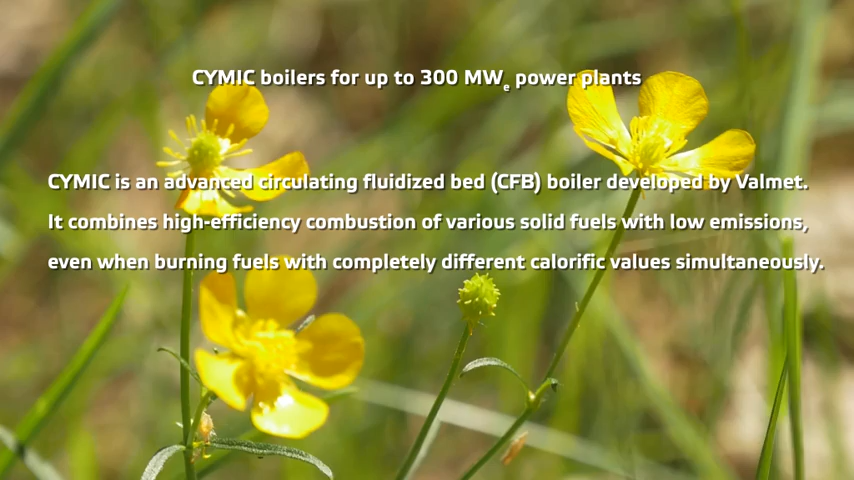 CYMIC boilers for up to 300 MWₑ power plants
CYMIC is an advanced circulating fluidized bed (CFB) boiler developed by Valmet.
It combines high-efficiency combustion of various solid fuels with low emissions,
even when burning fuels with completely different calorific values simultaneously.